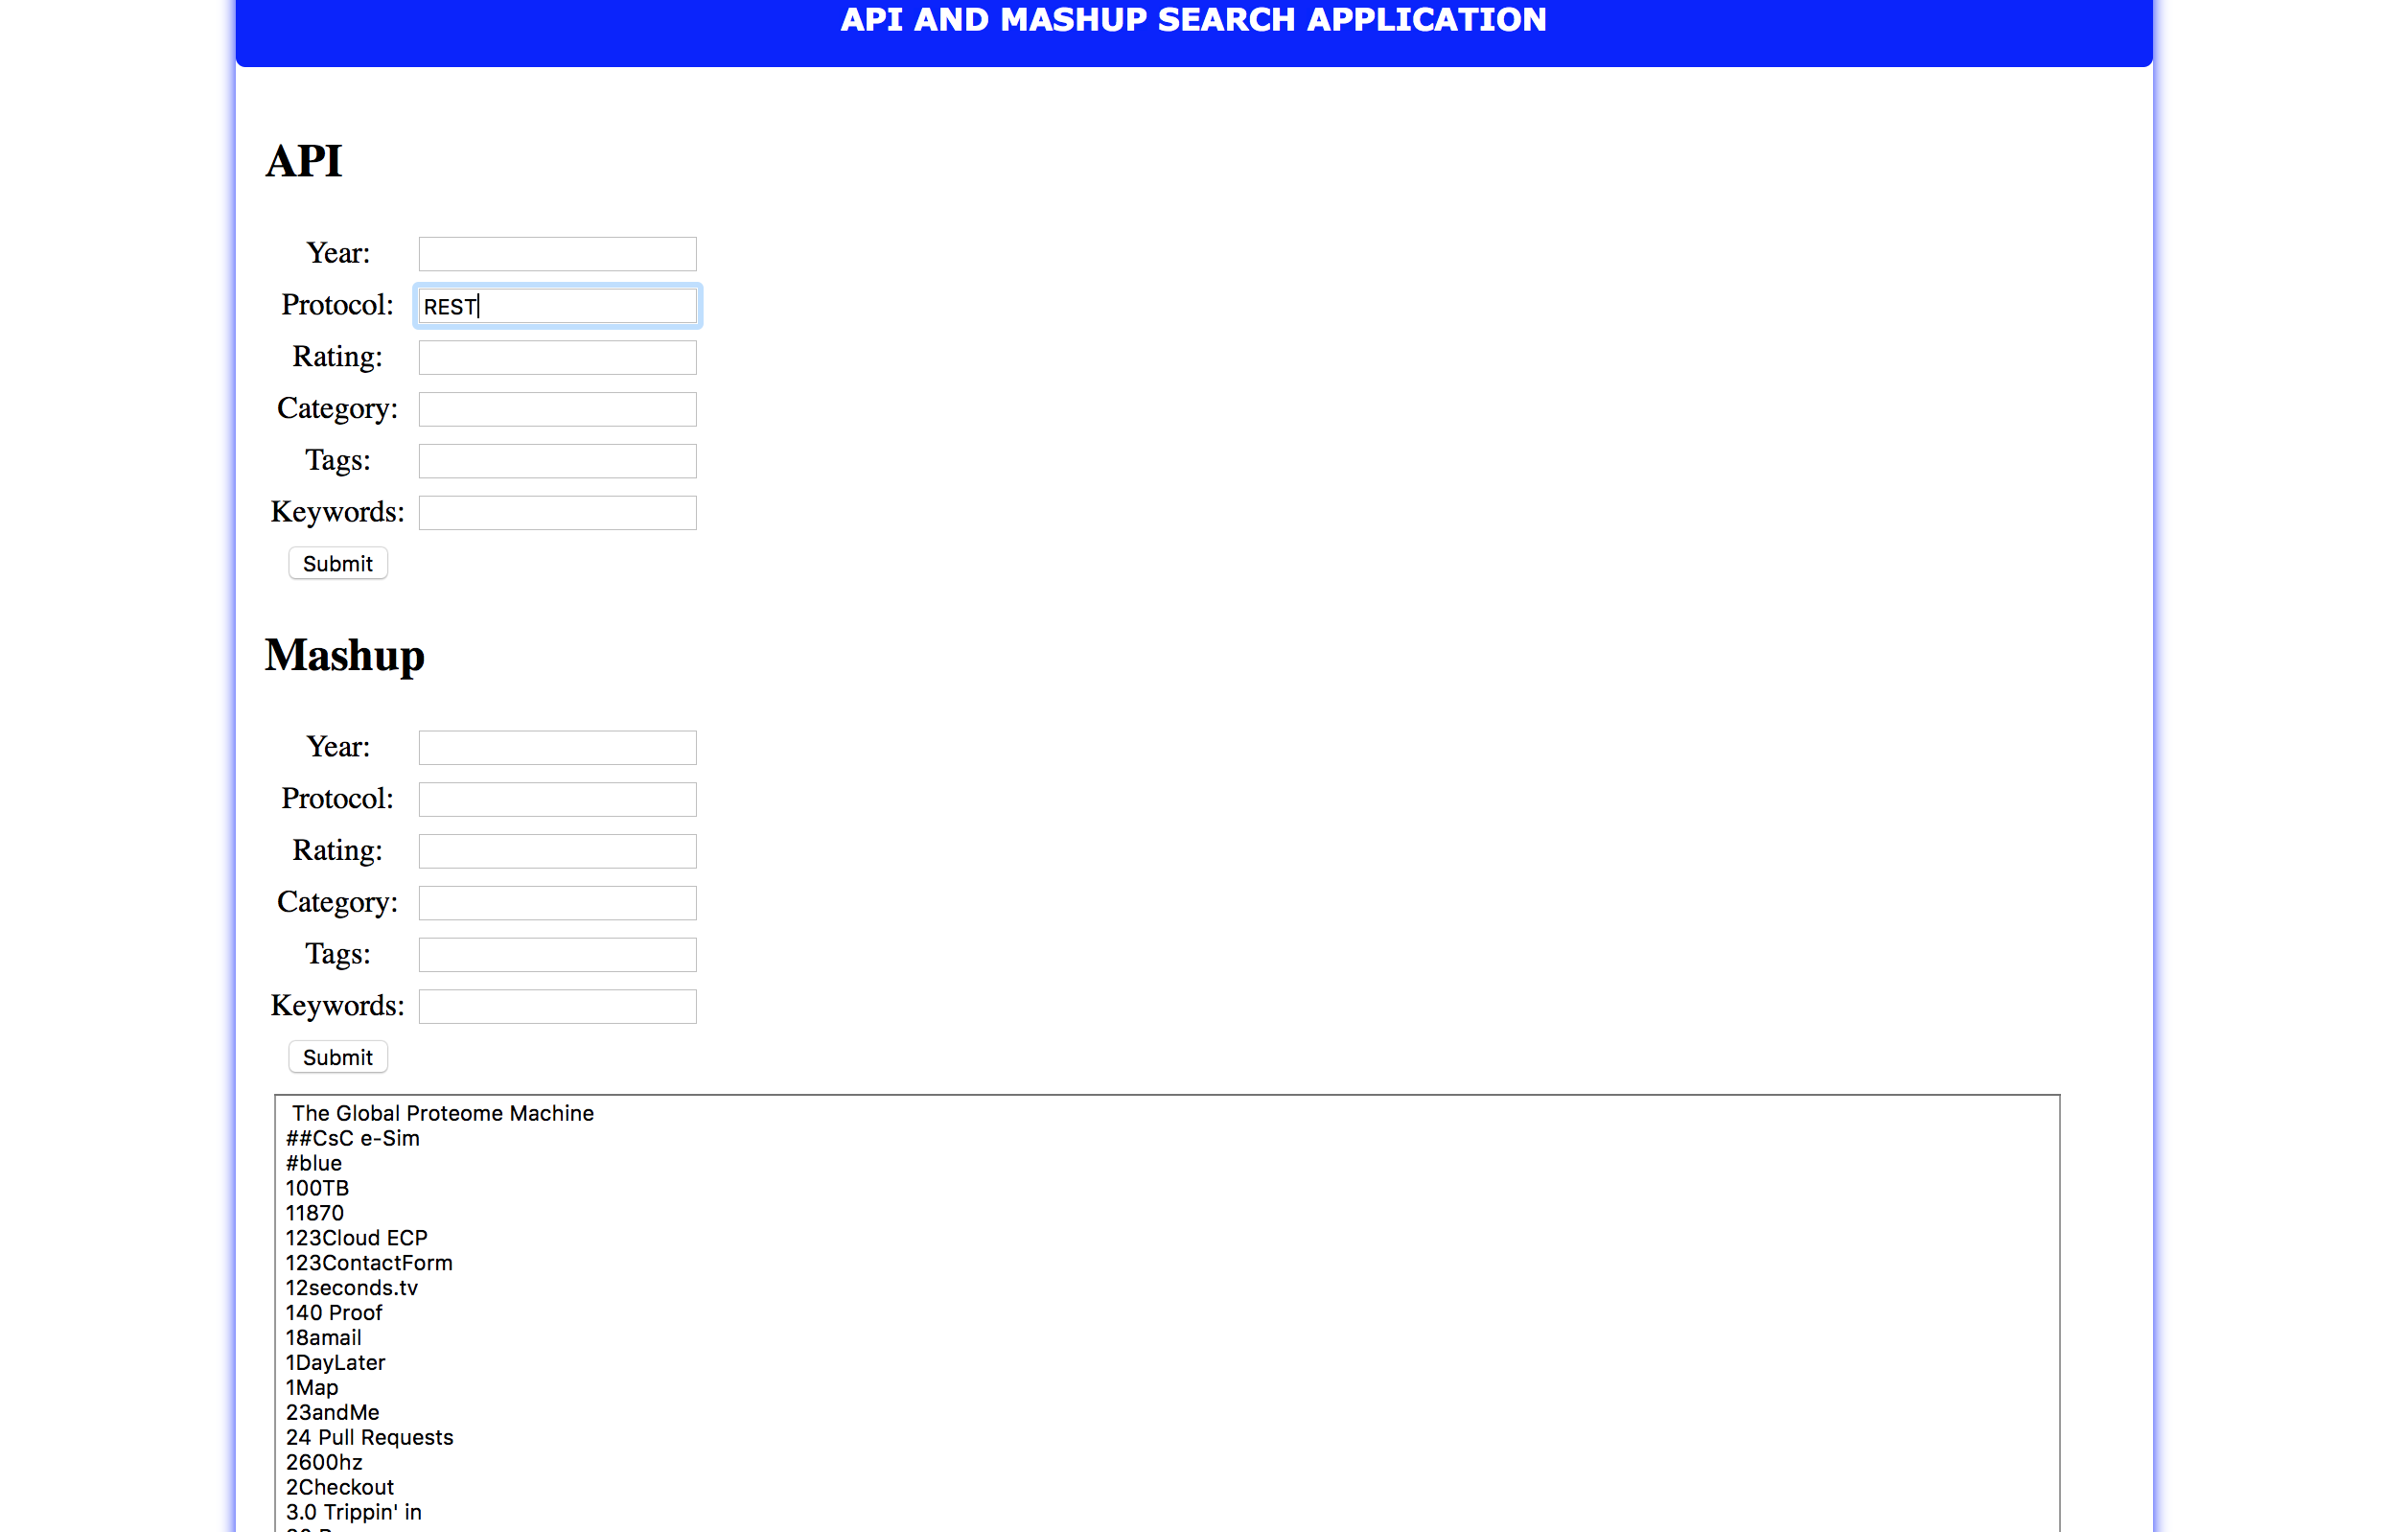 API AND MASHUP SEARCH APPLICATION
API
Year:
Protocol: REST
Rating:
Category:
Tags:
Keywords:
Submit
Mashup
Year:
Protocol:
Rating:
Category:
Tags:
Keywords:
Submit
The Global Proteome Machine
##CsC e-Sim
#blue
100TB
11870
123Cloud ECP
123ContactForm
12seconds.tv
140 Proof
18amail
1DayLater
1Map
23andMe
24 Pull Requests
2600hz
2Checkout
3.0 Trippin' in